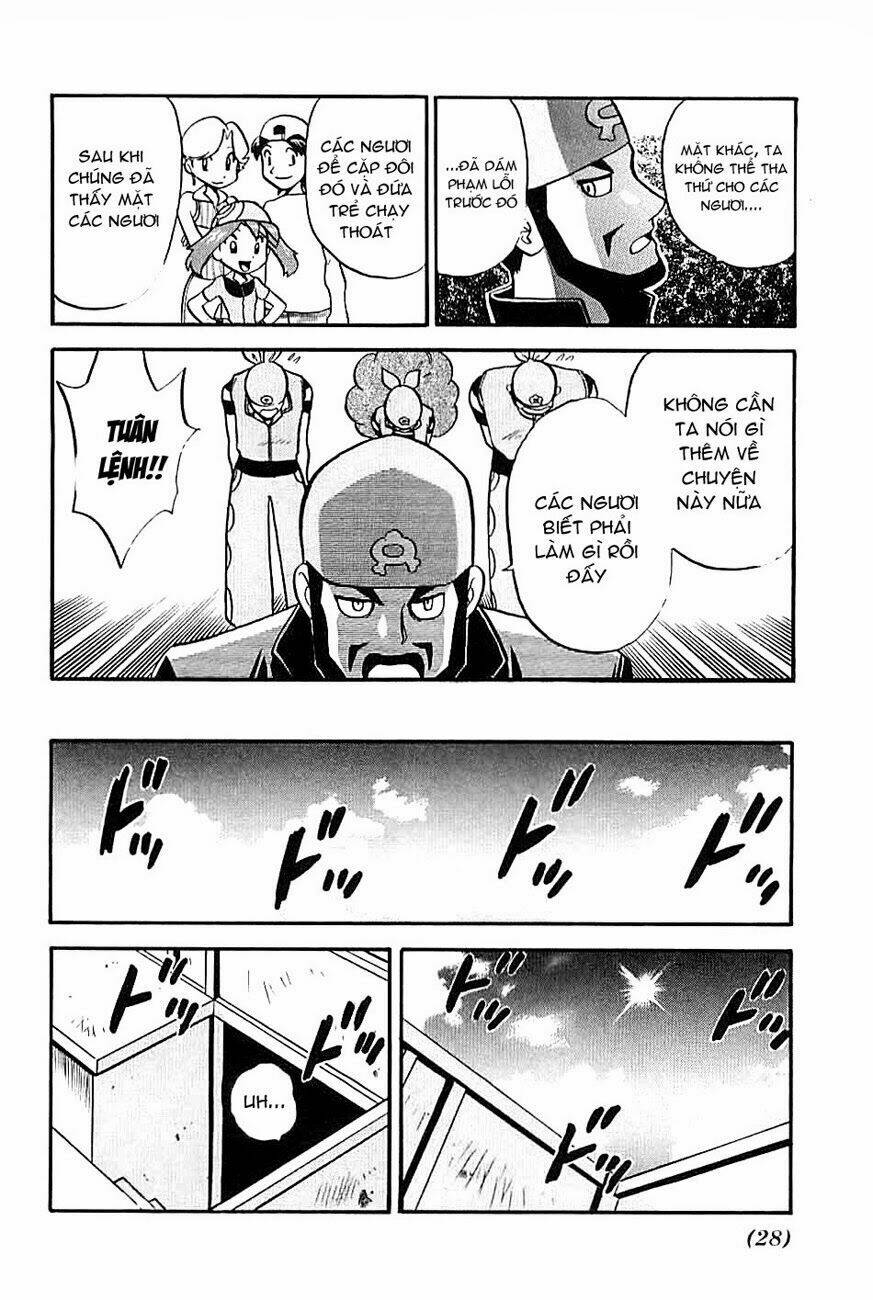 MẶT KHÁC, TA
KHÔNG THỂ THA
THỨ CHO CÁC
NGƯƠI....
...ĐÃ DÁM
PHẠM LỖI
TRƯỚC ĐÓ
CÁC NGƯƠI
ĐỂ CẶP ĐÔI
ĐÓ VÀ ĐỨA
TRẺ CHẠY
THOÁT
SAU KHI
CHÚNG ĐÃ
THẤY MẶT
CÁC NGƯƠI
KHÔNG CẦN
TA NÓI GÌ
THÊM VỀ
CHUYỆN
NÀY NỮA
CÁC NGƯƠI
BIẾT PHẢI
LÀM GÌ RỒI
ĐẤY
TUÂN
LỆNH!!
ドッ
ドッ
ドッ
ドッ
ドッ
ドッ
ドッ
ドッ
ドッ
UH...
(28)